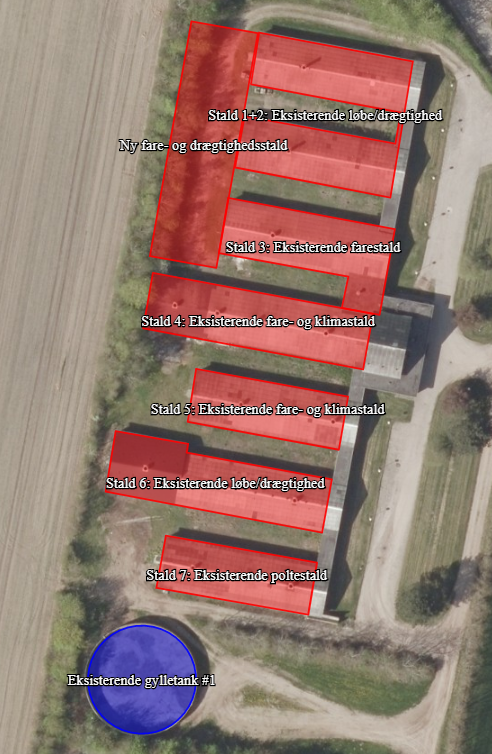 Stald 1+2: Eksisterende løbe/drægtighed
Ny fare- og drægtighedsstald
Stald 3: Eksisterende farestald
Stald 4: Eksisterende fare- og klimastald
Stald 5: Eksisterende fare- og klimastald
Stald 6: Eksisterende løbe/drægtighed
Stald 7: Eksisterende poltestald
Eksisterende gylletank #1